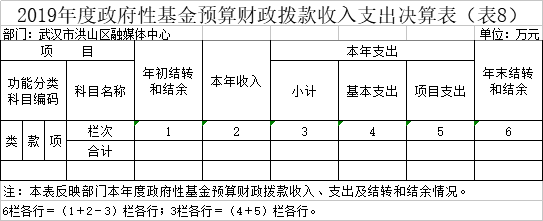 2019年度政府性基金预算财政拨款收入支出决算表（表8）
部门：武汉市洪山区融媒体中心 单位：万元
项 目 年初结转和结余 本年收入 本年支出 年末结转和结余
功能分类科目编码 科目名称 小计 基本支出 项目支出
类 款 项 栏次 1 2 3 4 5 6
合计
注：本表反映部门本年度政府性基金预算财政拨款收入、支出及结转和结余情况。
6栏各行＝（1＋2－3）栏各行；3栏各行＝（4＋5）栏各行。